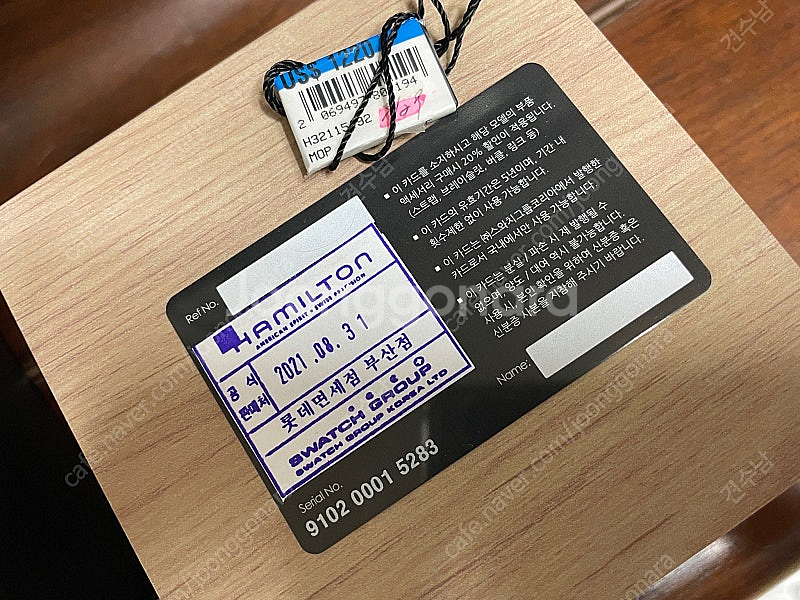 US$ 1220
H32115192
MOP
■ 이 카드를 소지하시고 해당 모델의 부품
액세서리 구매시 20% 할인이 적용됩니다.
(스트랩, 브레이슬릿, 버클, 링크 등)
■ 이 카드의 유효기간은 5년이며, 기간 내
횟수제한 없이 사용 가능합니다.
■ 이 카드는 ㈜스와치그룹코리아에서 발행한
카드로서 국내에서만 사용 가능합니다.
■ 이 카드는 분실 / 파손 시 재 발행될 수
없으며, 양도 / 대여 역시 불가능합니다.
사용 시 본인 확인을 위하여 신분증 혹은
신분증 사본을 지참해 주시기 바랍니다.
Ref No.
HAMILTON
AMERICAN SPIRIT • SWISS PRECISION
공 식
판매처
2021.08.31
롯데면세점 부산점
SWATCH GROUP
SWATCH GROUP KOREA LTD
Name:
Serial No.
9102 0001 5283
joonggonara
cafe.naver.com/joonggonara
견수남